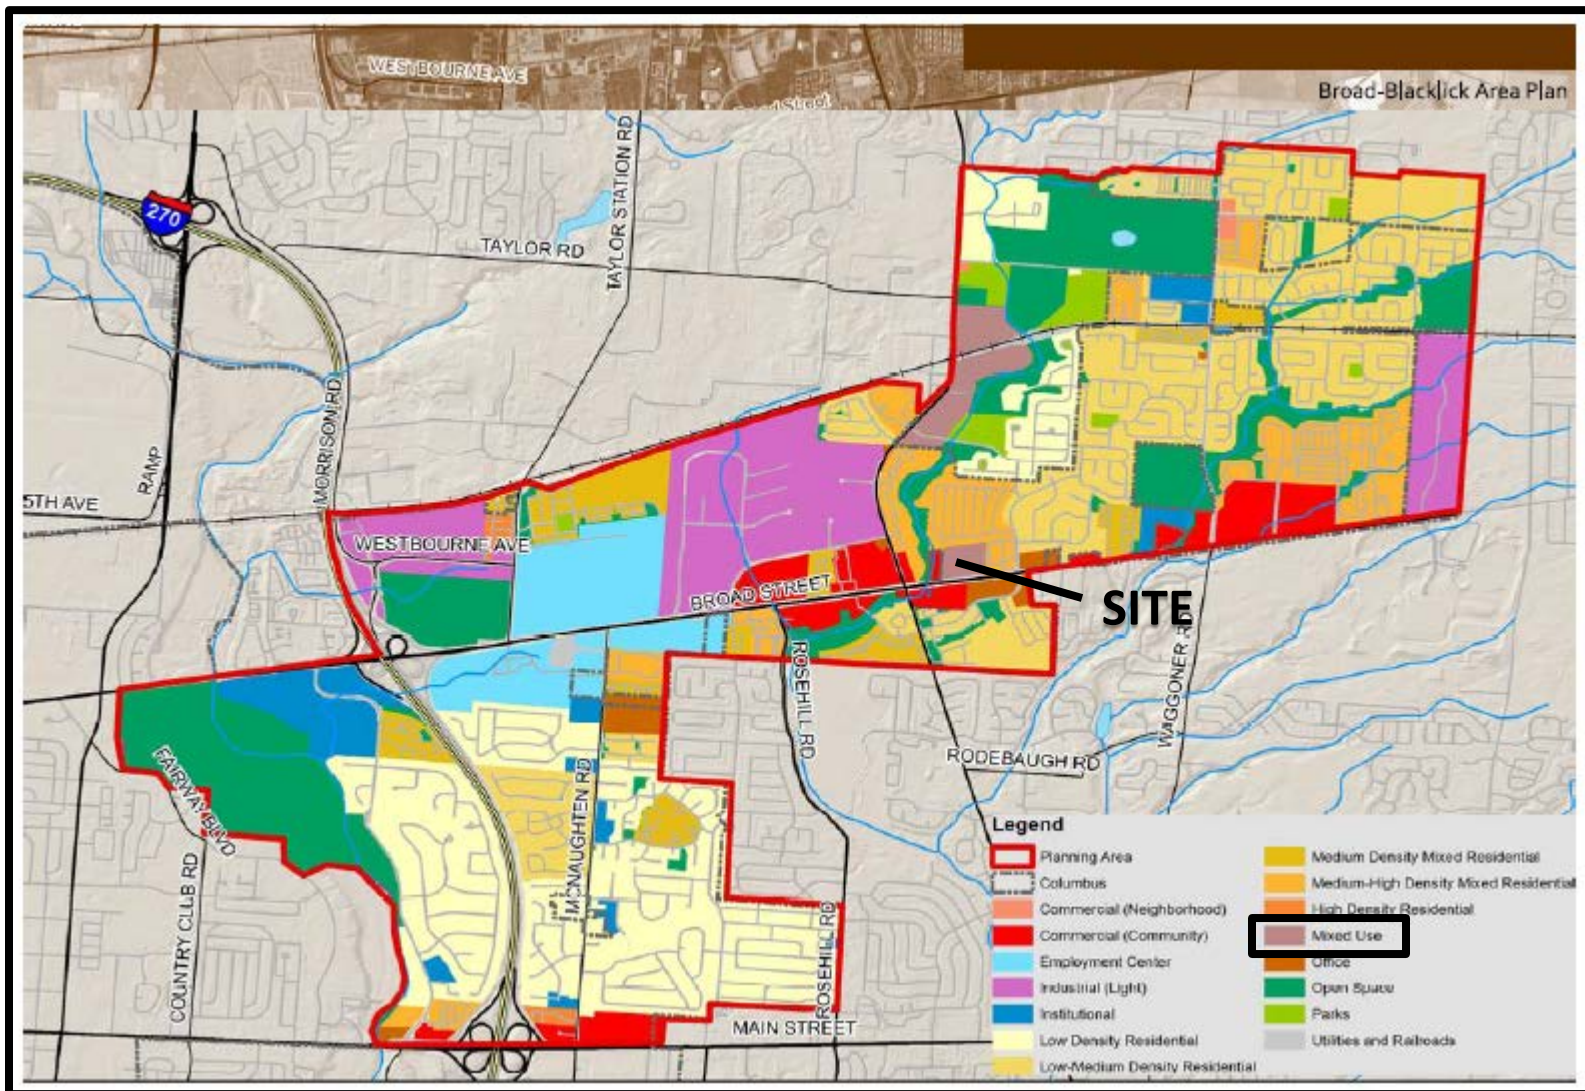 WESTBOURNE AVE
Broad Street
Broad-Blacklick Area Plan
270
TAYLOR RD
TAYLOR STATION RD
MORRISON RD
RAMP
5TH AVE
WESTBOURNE AVE
BROAD STREET
SITE
ROSEHILL RD
WAGGONER RD
RODEBAUGH RD
FAIRWAY BLVD
MCNAUGHTEN RD
COUNTRY CLUB RD
ROSEHILL RD
MAIN STREET
Legend
Planning Area
Columbus
Commercial (Neighborhood)
Commercial (Community)
Employment Center
Industrial (Light)
Institutional
Low Density Residential
Low-Medium Density Residential
Medium Density Mixed Residential
Medium-High Density Mixed Residential
High Density Residential
Mixed Use
Office
Open Space
Parks
Utilities and Railroads